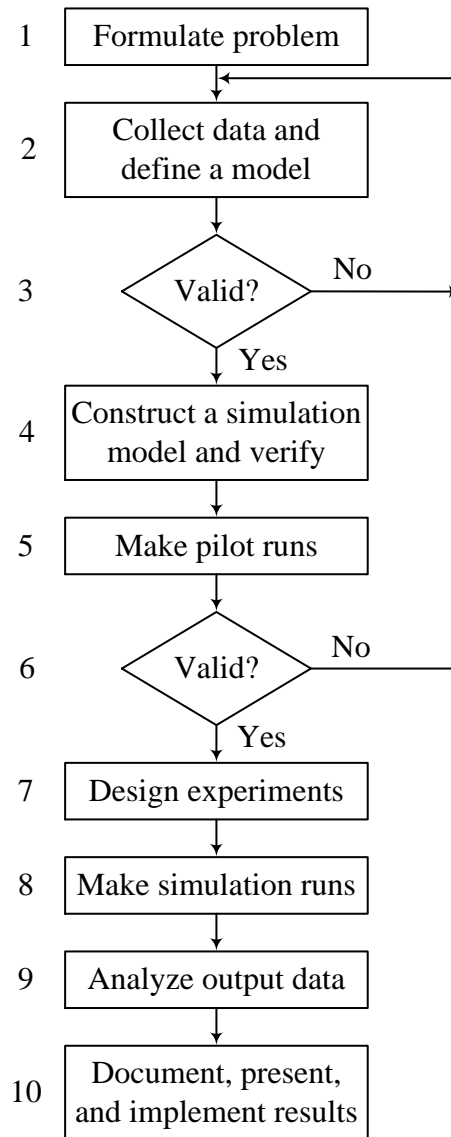 1
Formulate problem
2
Collect data and
define a model
3
Valid?
No
Yes
4
Construct a simulation
model and verify
5
Make pilot runs
6
Valid?
No
Yes
7
Design experiments
8
Make simulation runs
9
Analyze output data
10
Document, present,
and implement results